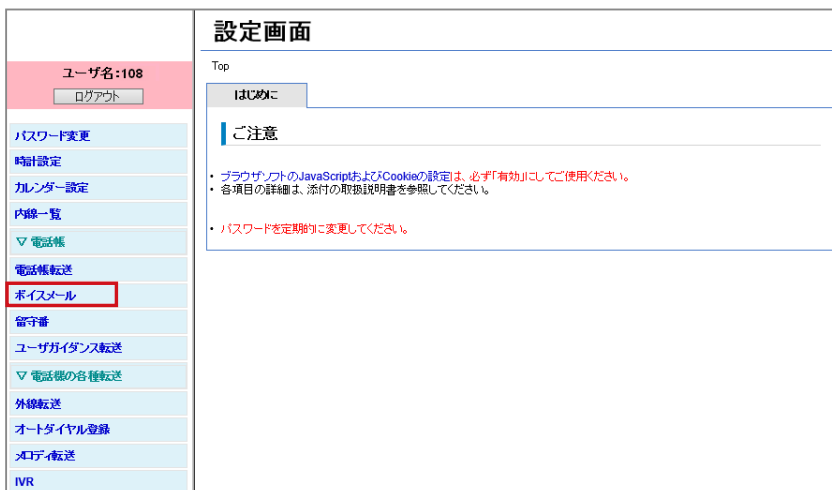 設定画面
ユーザ名:108
ログアウト
パスワード変更
時計設定
カレンダー設定
内線一覧
▽ 電話帳
電話帳転送
ボイスメール
留守番
ユーザガイダンス転送
▽ 電話機の各種転送
外線転送
オートダイヤル登録
メロディ転送
IVR
Top
はじめに
ご注意
・ ブラウザソフトのJavaScriptおよびCookieの設定は、必ず「有効」にしてご使用ください。
・ 各項目の詳細は、添付の取扱説明書を参照してください。
・ パスワードを定期的に変更してください。